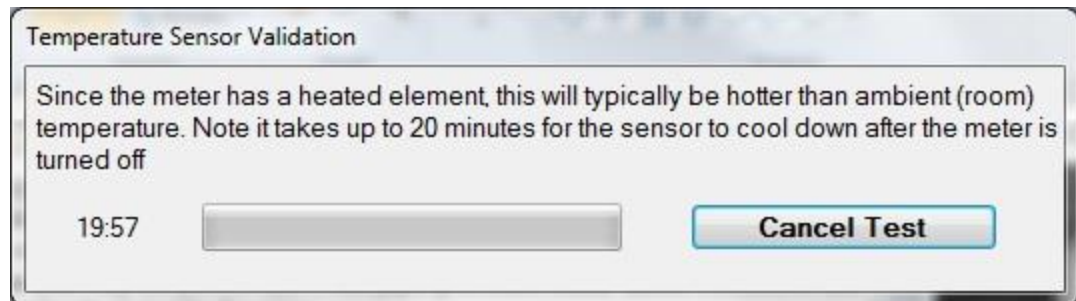 Temperature Sensor Validation
Since the meter has a heated element, this will typically be hotter than ambient (room)
temperature. Note it takes up to 20 minutes for the sensor to cool down after the meter is
turned off
19:57
Cancel Test